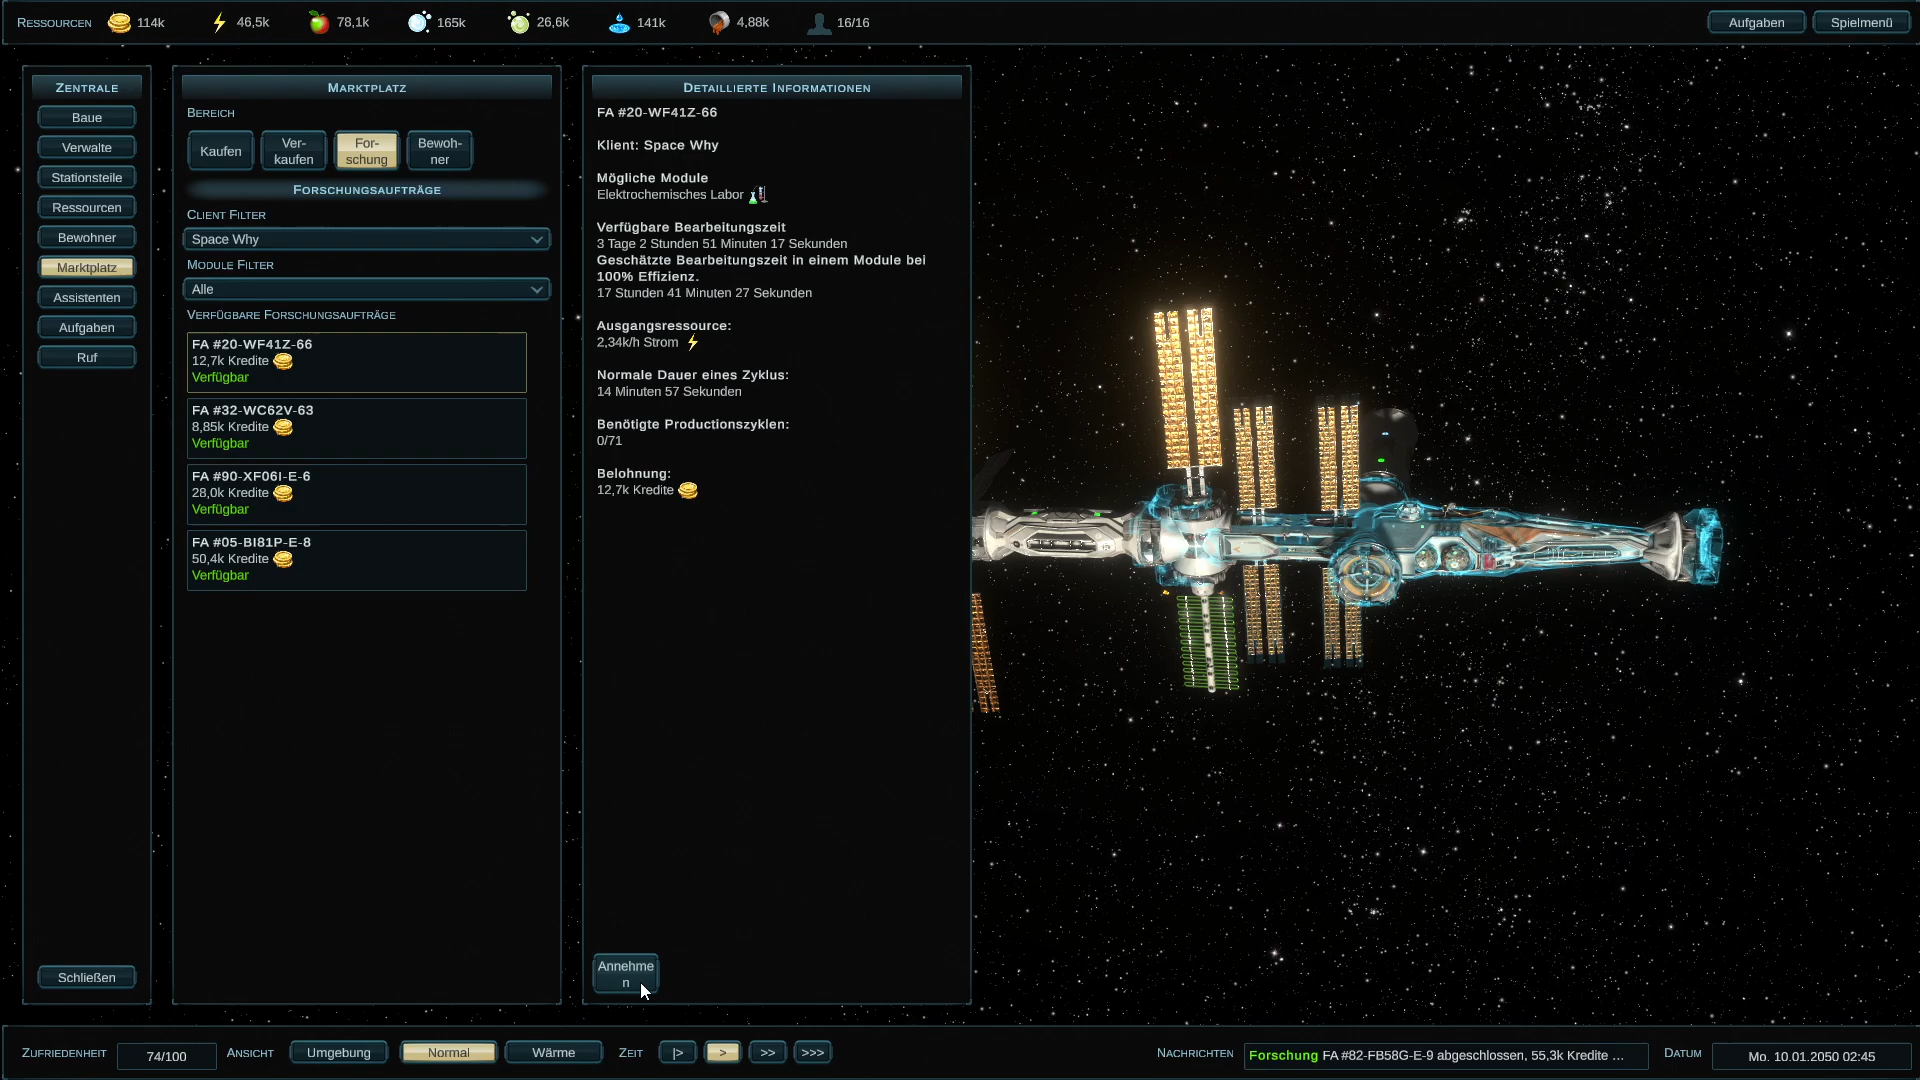 Ressourcen 114k 46,5k 78,1k 165k 26,6k 141k 4,88k 16/16 Aufgaben Spielmenü
Zentrale
Baue
Verwalte
Stationsteile
Ressourcen
Bewohner
Marktplatz
Assistenten
Aufgaben
Ruf
Schließen
Marktplatz
Bereich
Kaufen
Ver-
kaufen
For-
schung
Bewoh-
ner
Forschungsaufträge
Client Filter
Space Why
Module Filter
Alle
Verfügbare Forschungsaufträge
FA #20-WF41Z-66
12,7k Kredite
Verfügbar
FA #32-WC62V-63
8,85k Kredite
Verfügbar
FA #90-XF06I-E-6
28,0k Kredite
Verfügbar
FA #05-BI81P-E-8
50,4k Kredite
Verfügbar
Detaillierte Informationen
FA #20-WF41Z-66
Klient: Space Why
Mögliche Module
Elektrochemisches Labor
Verfügbare Bearbeitungszeit
3 Tage 2 Stunden 51 Minuten 17 Sekunden
Geschätzte Bearbeitungszeit in einem Module bei
100% Effizienz.
17 Stunden 41 Minuten 27 Sekunden
Ausgangsressource:
2,34k/h Strom
Normale Dauer eines Zyklus:
14 Minuten 57 Sekunden
Benötigte Productionszyklen:
0/71
Belohnung:
12,7k Kredite
Annehme
n
Zufriedenheit 74/100 Ansicht Umgebung Normal Wärme Zeit |> > >> >>> Nachrichten Forschung FA #82-FB58G-E-9 abgeschlossen, 55,3k Kredite ... Datum Mo. 10.01.2050 02:45